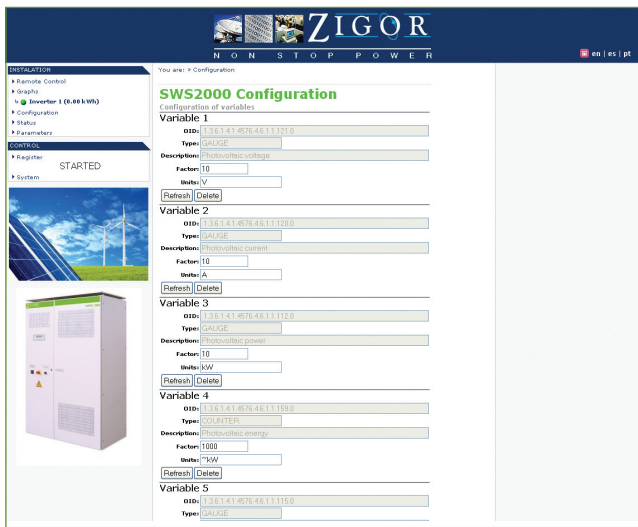 ZIGOR
NON STOP POWER
en | es | pt
INSTALATION
Remote Control
Graphs
Inverter 1 (0.00 kWh)
Configuration
Status
Parameters
CONTROL
Register
STARTED
System
You are: Configuration
SWS2000 Configuration
Configuration of variables
Variable 1
OID: 1.3.6.1.4.1.4576.4.6.1.1.121.0
Type: GAUGE
Description: Photovolteic voltage
Factor: 10
Units: V
Refresh Delete
Variable 2
OID: 1.3.6.1.4.1.4576.4.6.1.1.120.0
Type: GAUGE
Description: Photovoltaic current
Factor: 10
Units: A
Refresh Delete
Variable 3
OID: 1.3.6.1.4.1.4576.4.6.1.1.112.0
Type: GAUGE
Description: Photovoltaic power
Factor: 10
Units: kW
Refresh Delete
Variable 4
OID: 1.3.6.1.4.1.4576.4.6.1.1.159.0
Type: COUNTER
Description: Photovoltaic energy
Factor: 1000
Units: ~kW
Refresh Delete
Variable 5
OID: 1.3.6.1.4.1.4576.4.6.1.1.115.0
Type: GAUGE